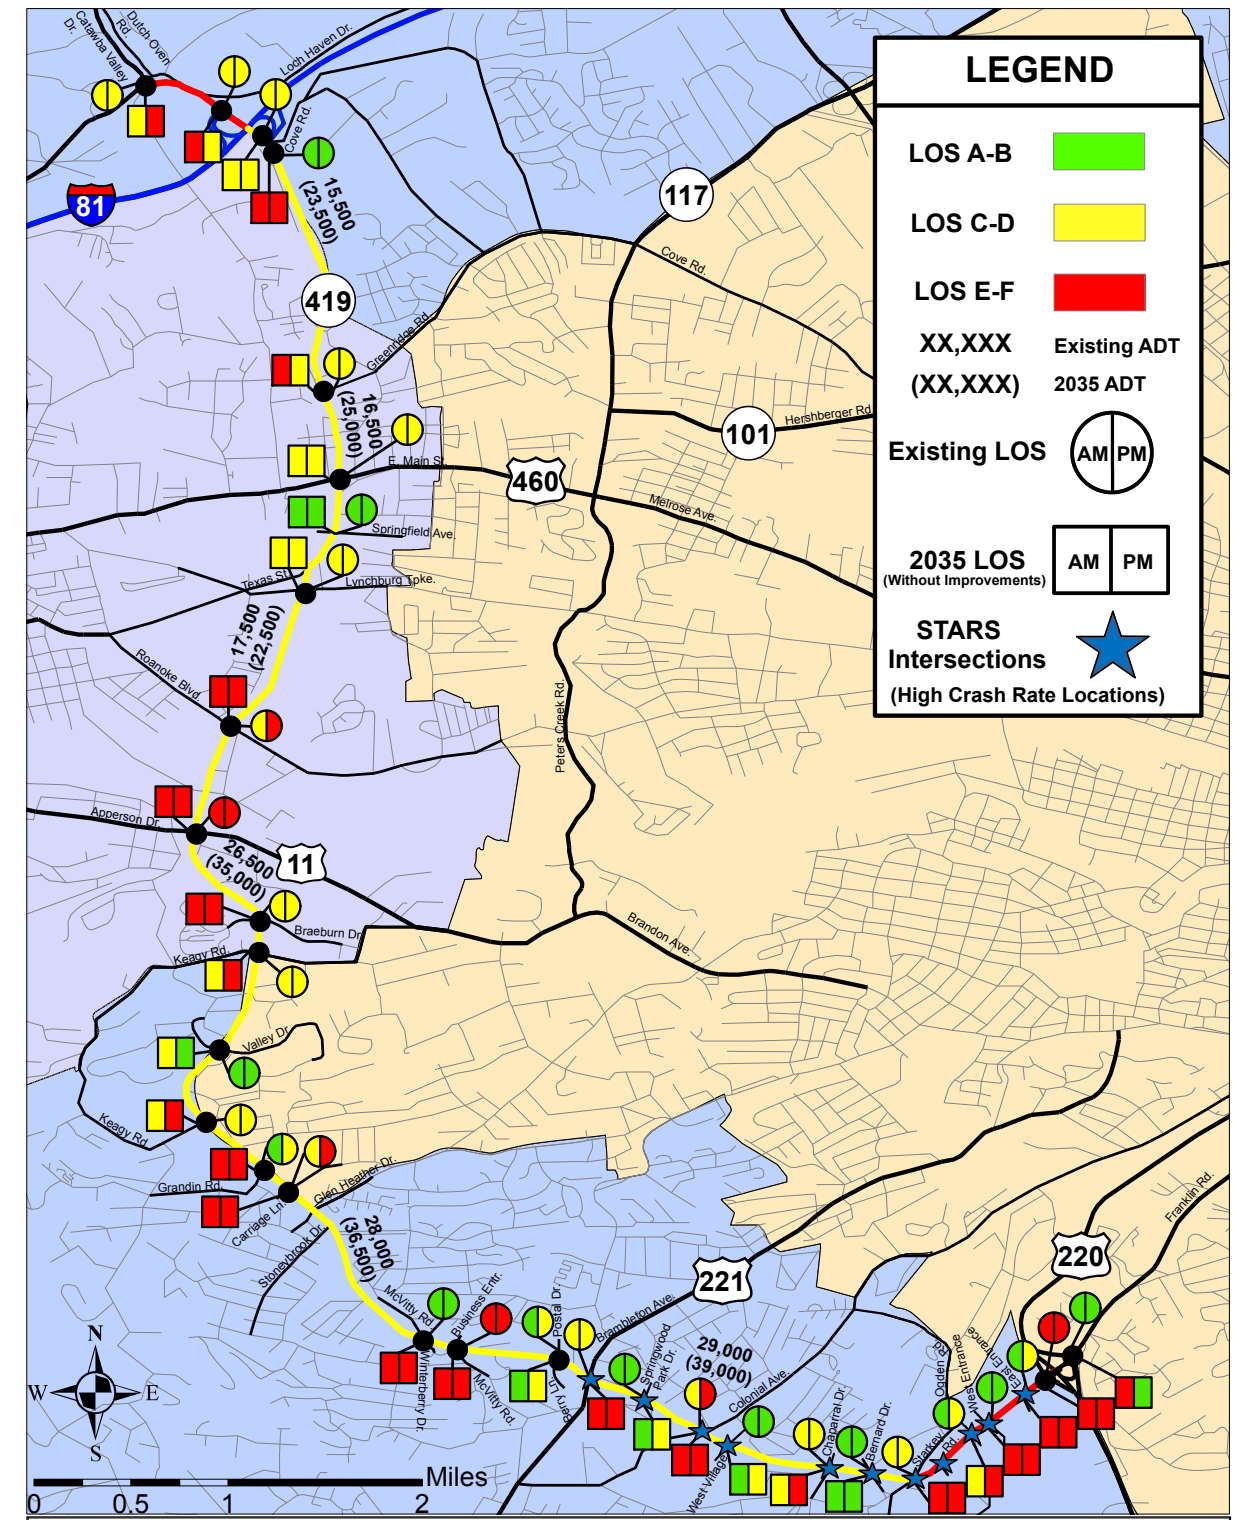 LEGEND
LOS A-B
LOS C-D
LOS E-F
XX,XXX Existing ADT
(XX,XXX) 2035 ADT
Existing LOS AM PM
2035 LOS AM PM
(Without Improvements)
STARS
Intersections
(High Crash Rate Locations)
Catawba Valley
Dr.
Dutch Oven
Rd
Loch Haven Dr.
Cove Rd.
81
15,500
(23,500)
117
Cove Rd.
419
Greenridge Rd
16,500
(25,000)
101
Hershberger Rd
E. Main St.
460
Melrose Ave.
Springfield Ave.
Texas St.
Lynchburg Tpke.
17,500
(22,500)
Roanoke Blvd
Peters Creek Rd.
Apperson Dr.
26,500
(35,000)
11
Braeburn Dr
Brandon Ave.
Keagy Rd.
Valley Dr
Keagy Rd
Grandin Rd.
Glen Heather Dr.
Carriage Ln.
Stoneybrook Dr.
28,000
(36,500)
Franklin Rd.
220
221
McVitty Rd
Business Entr.
Postal Dr
Brambleton Ave.
Winterberry Dr.
McVitty Rd.
Berry Ln
Springwood
Park Dr.
29,000
(39,000)
Colonial Ave.
West Village
Chaparral Dr.
Bernard Dr.
Starkey
Rd.
Ogden
Rd
West Entrance
East Entrance
N
W E
S
Miles
0 0.5 1 2